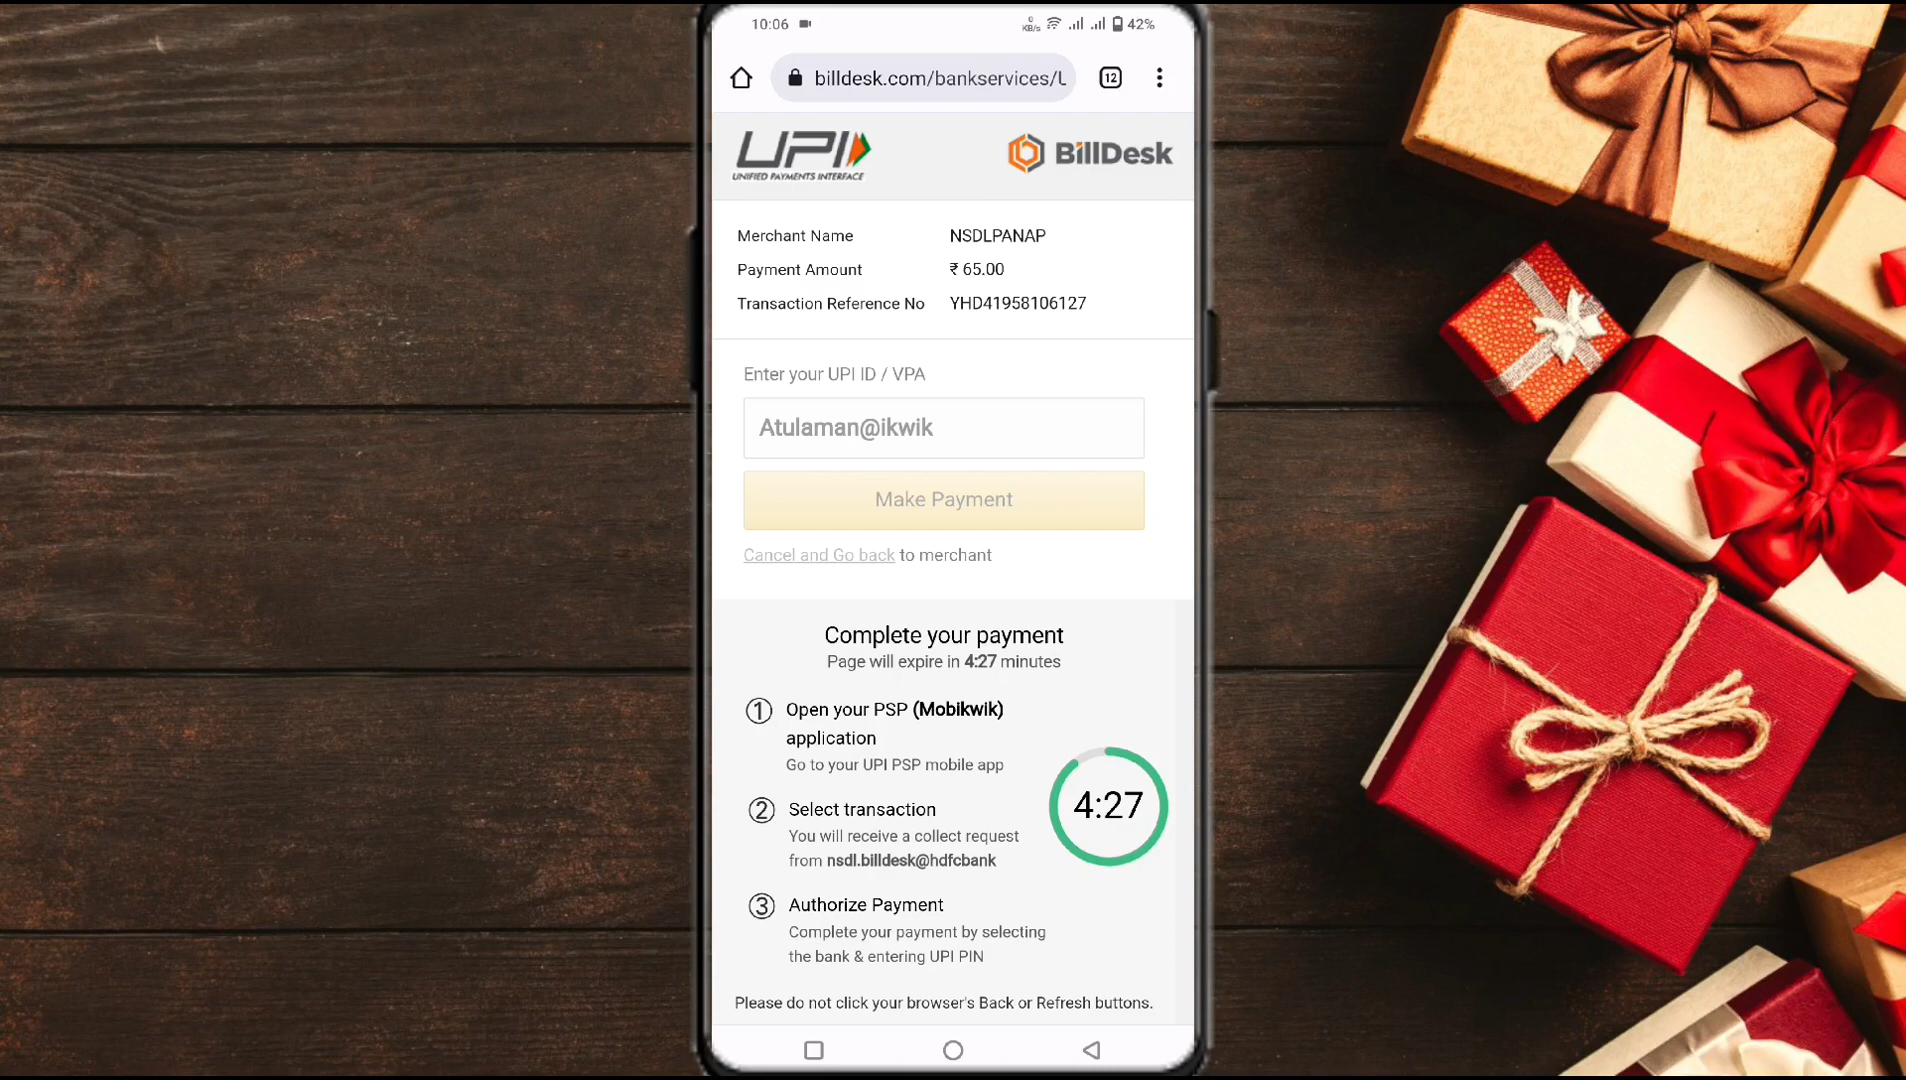 10:06 0 KB/s 42%
billdesk.com/bankservices/U 12
UPI BillDesk
UNIFIED PAYMENTS INTERFACE
Merchant Name NSDLPANAP
Payment Amount ₹ 65.00
Transaction Reference No YHD41958106127
Enter your UPI ID / VPA
Atulaman@ikwik
Make Payment
Cancel and Go back to merchant
Complete your payment
Page will expire in 4:27 minutes
1 Open your PSP (Mobikwik)
application
Go to your UPI PSP mobile app
4:27
2 Select transaction
You will receive a collect request
from nsdl.billdesk@hdfcbank
3 Authorize Payment
Complete your payment by selecting
the bank & entering UPI PIN
Please do not click your browser's Back or Refresh buttons.